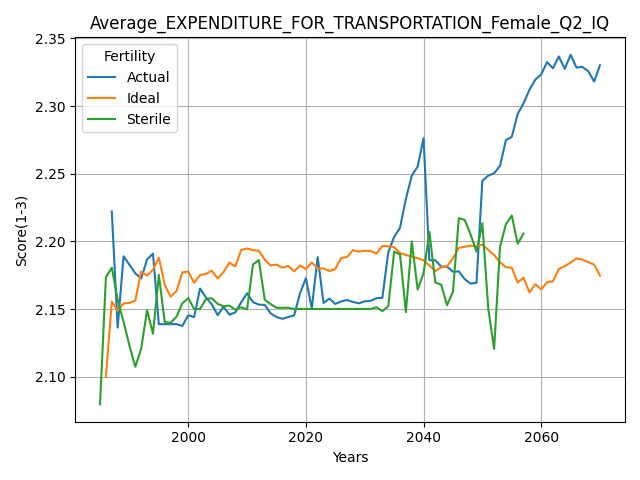 Average_EXPENDITURE_FOR_TRANSPORTATION_Female_Q2_IQ
Fertility
Actual
Ideal
Sterile
Score(1-3)
2.35
2.30
2.25
2.20
2.15
2.10
2000
2020
2040
2060
Years